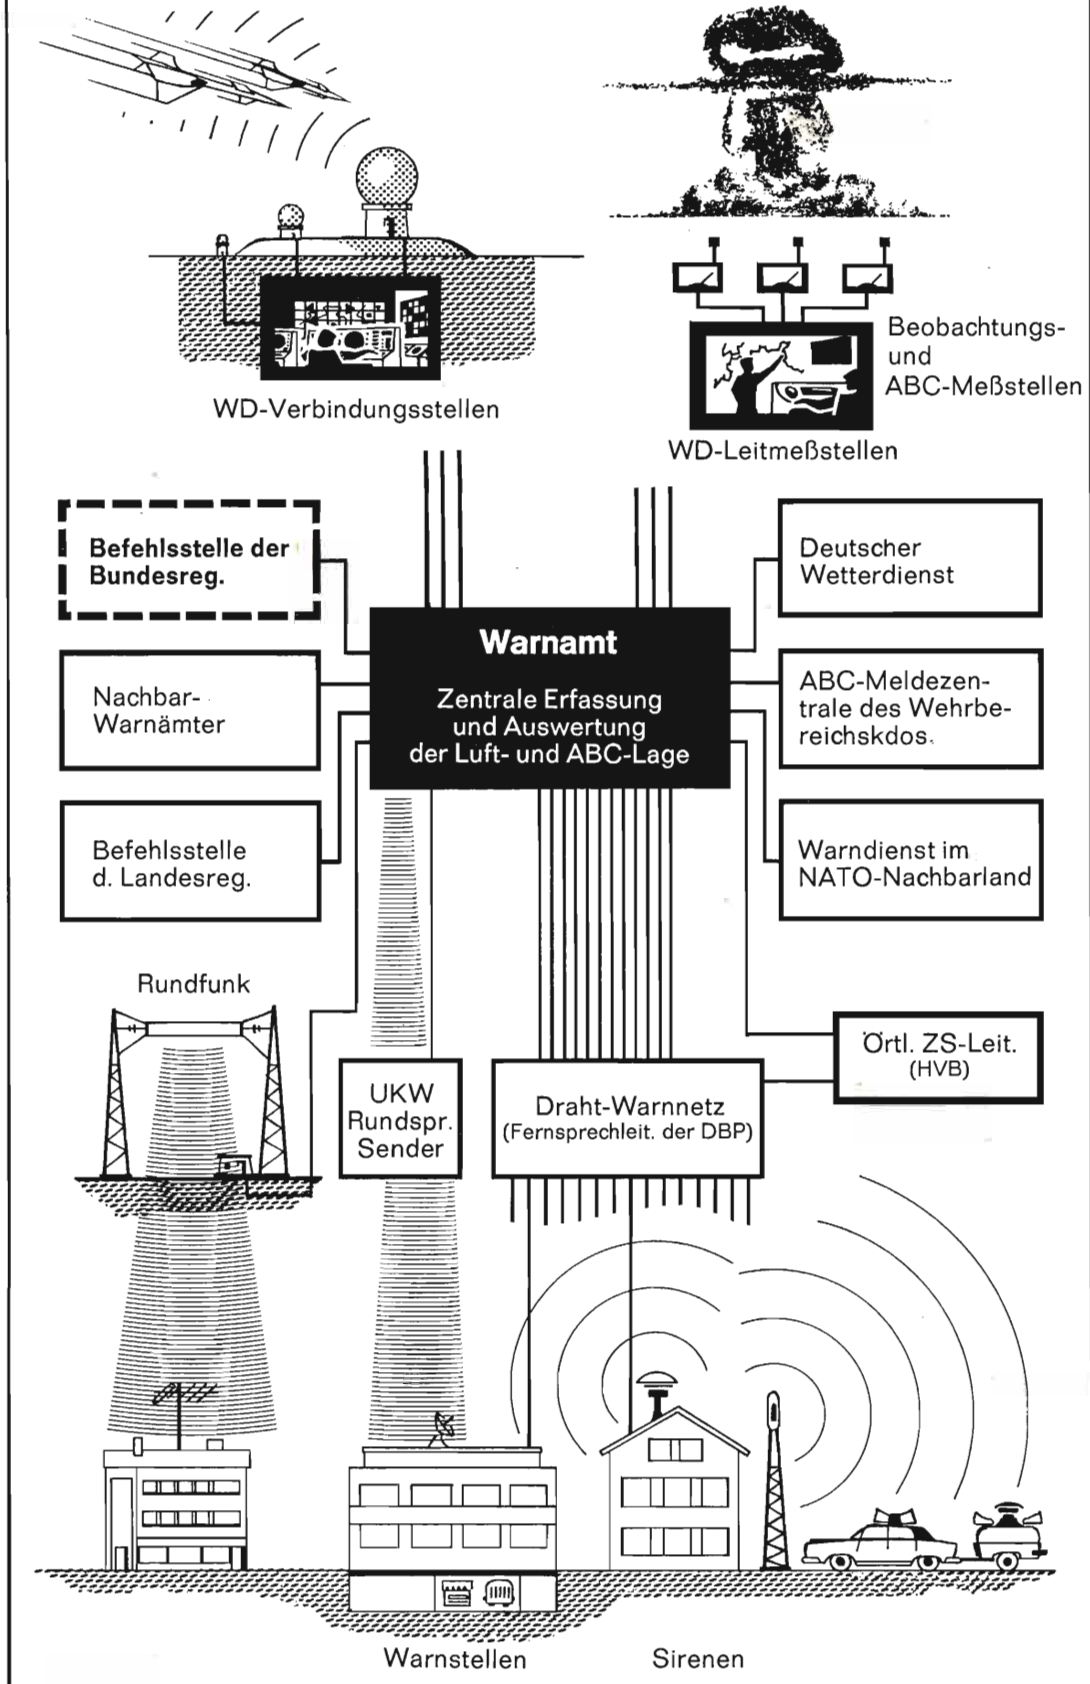 WD-Verbindungsstellen
Beobachtungs-
und
ABC-Meßstellen
WD-Leitmeßstellen
Befehlsstelle der
Bundesreg.
Nachbar-
Warnämter
Befehlsstelle
d. Landesreg.
Warnamt
Zentrale Erfassung
und Auswertung
der Luft- und ABC-Lage
Deutscher
Wetterdienst
ABC-Meldezen-
trale des Wehrbe-
reichskdos.
Warndienst im
NATO-Nachbarland
Rundfunk
UKW
Rundspr.
Sender
Draht-Warnnetz
(Fernsprechleit. der DBP)
Örtl. ZS-Leit.
(HVB)
Warnstellen
Sirenen